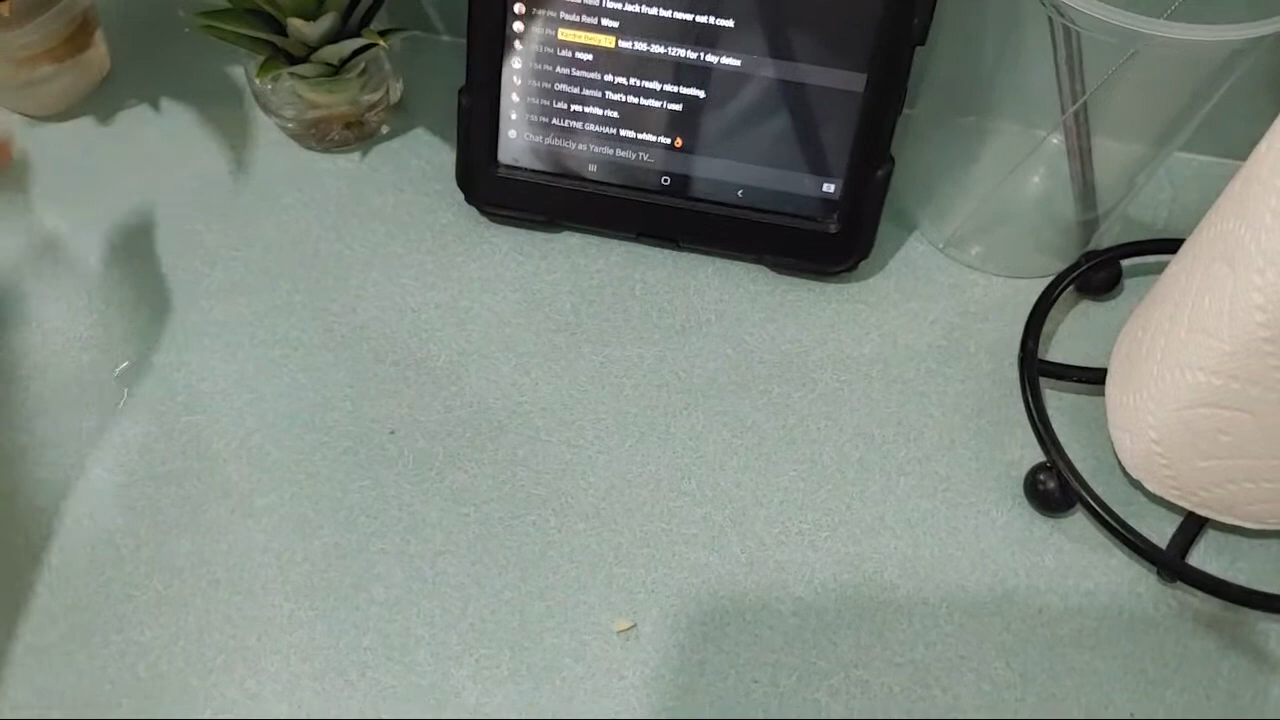 Reid I love Jack fruit but never eat it cook
7:49 PM Paula Reid Wow
PM Yardie Belly TV text 305-204-1270 for 1 day detox
7:53 PM Lala nope
7:54 PM Ann Samuels oh yes, it's really nice tasting.
7:54 PM Official Jamia That's the butter I use!
7:54 PM Lala yes white rice.
7:55 PM ALLEYNE GRAHAM With white rice 👌
Chat publicly as Yardie Belly TV...